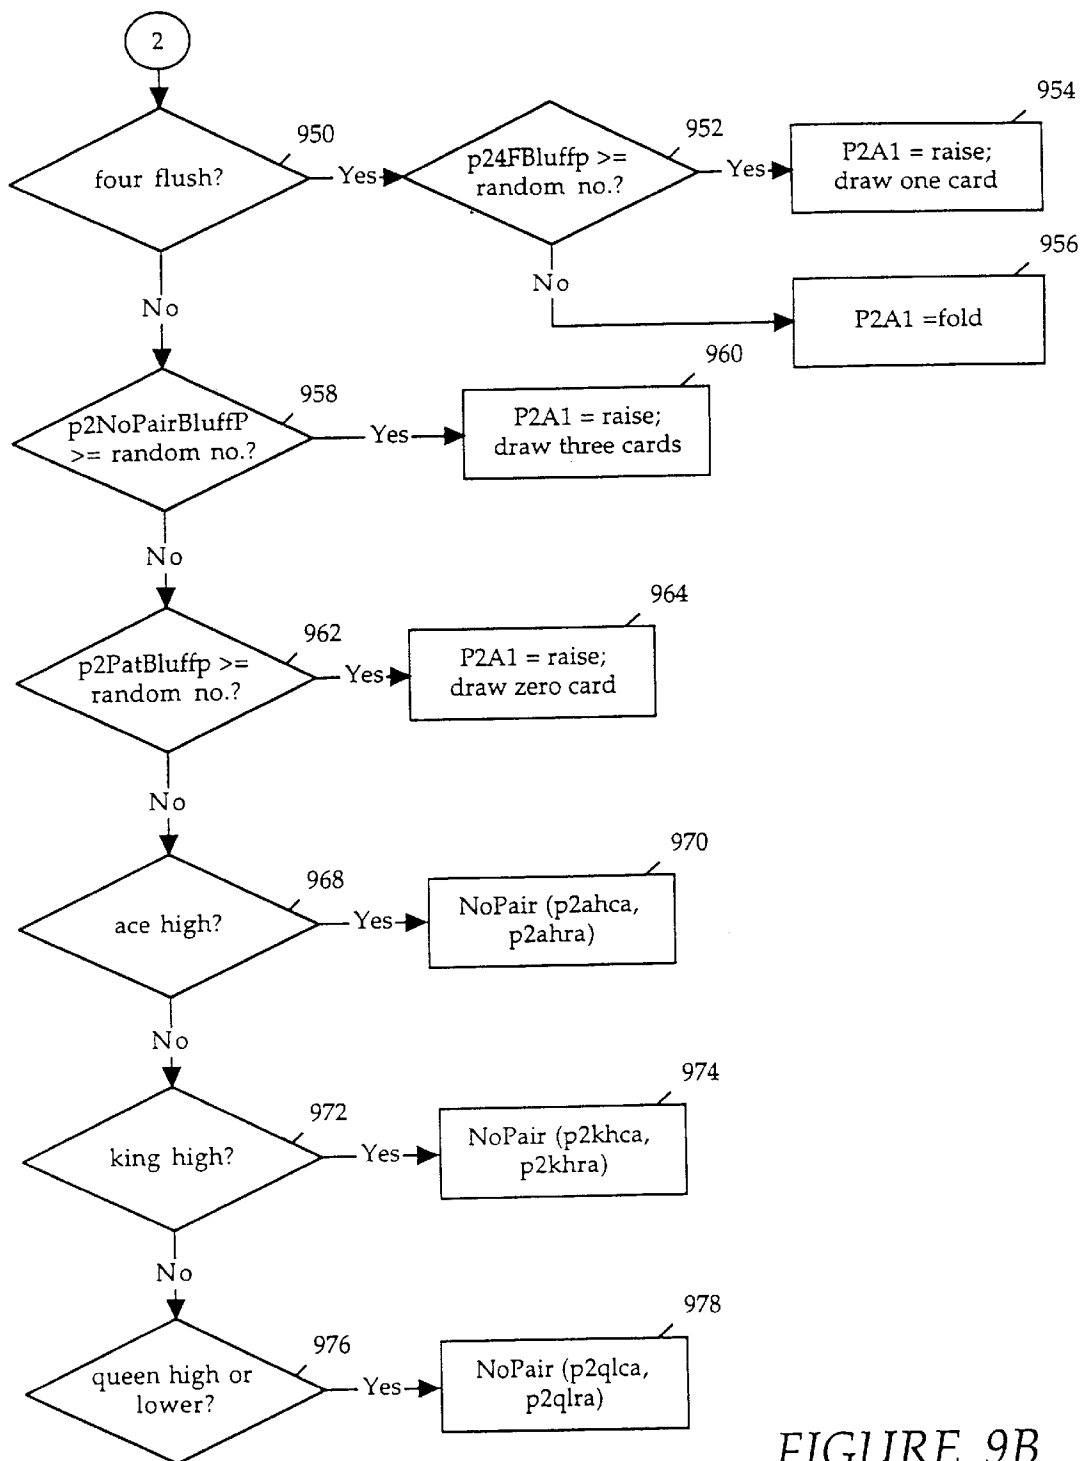 2
950
four flush?
Yes
952
p24FBluffp >=
random no.?
Yes
954
P2A1 = raise;
draw one card
No
956
P2A1 =fold
No
958
p2NoPairBluffP
>= random no.?
Yes
960
P2A1 = raise;
draw three cards
No
962
p2PatBluffp >=
random no.?
Yes
964
P2A1 = raise;
draw zero card
No
968
ace high?
Yes
970
NoPair (p2ahca,
p2ahra)
No
972
king high?
Yes
974
NoPair (p2khca,
p2khra)
No
976
queen high or
lower?
Yes
978
NoPair (p2qlca,
p2qlra)
FIGURE 9B